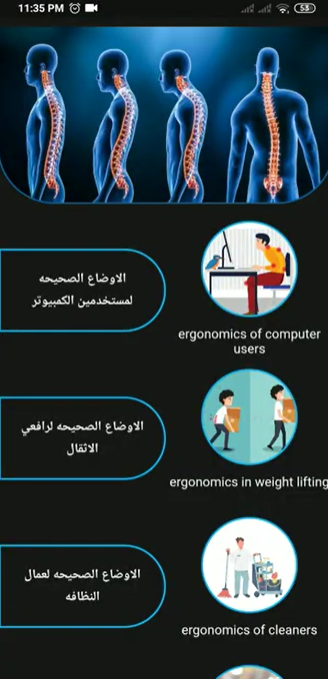 11:35 PM
53
الاوضاع الصحيحه
لمستخدمين الكمبيوتر
ergonomics of computer
users
الاوضاع الصحيحه لرافعي
الاثقال
ergonomics in weight lifting
الاوضاع الصحيحه لعمال
النظافه
ergonomics of cleaners